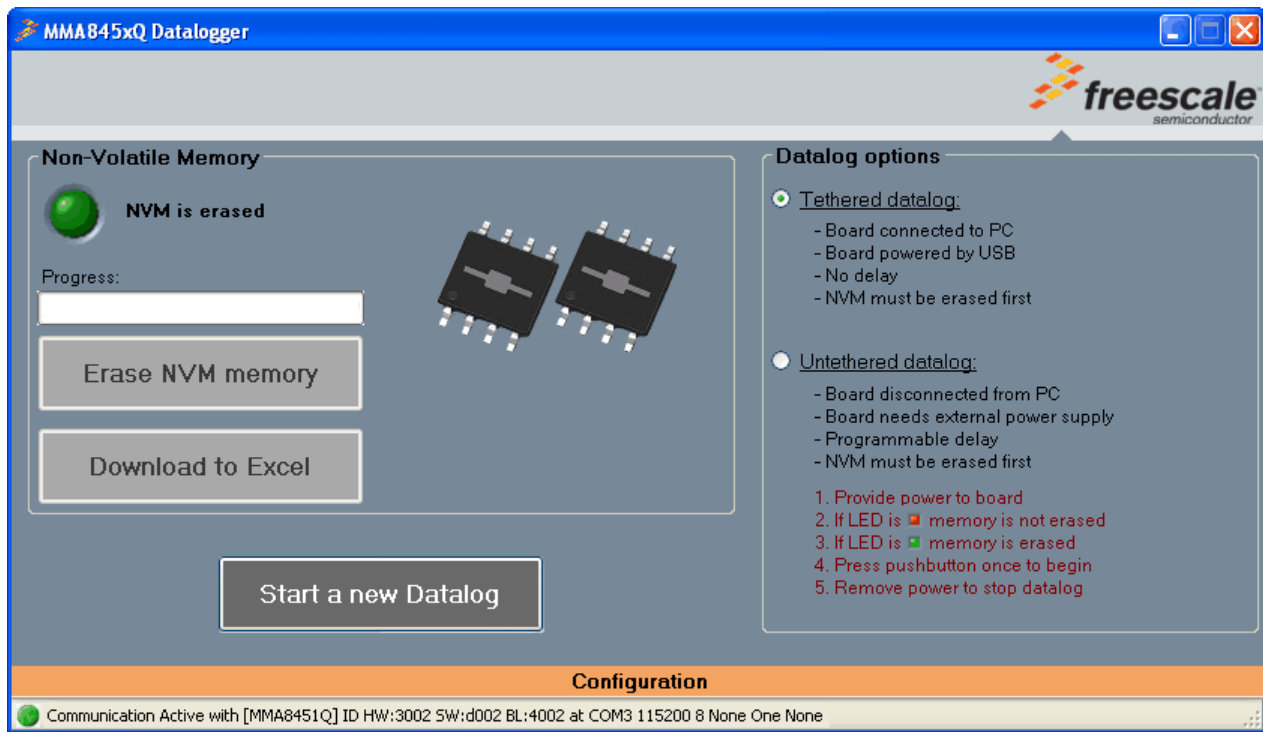 MMA845xQ Datalogger
freescale
semiconductor
Non-Volatile Memory
NVM is erased
Progress:
Erase NVM memory
Download to Excel
Start a new Datalog
Datalog options
Tethered datalog:
- Board connected to PC
- Board powered by USB
- No delay
- NVM must be erased first
Untethered datalog:
- Board disconnected from PC
- Board needs external power supply
- Programmable delay
- NVM must be erased first
1. Provide power to board
2. If LED is memory is not erased
3. If LED is memory is erased
4. Press pushbutton once to begin
5. Remove power to stop datalog
Configuration
Communication Active with [MMA8451Q] ID HW:3002 SW:d002 BL:4002 at COM3 115200 8 None One None